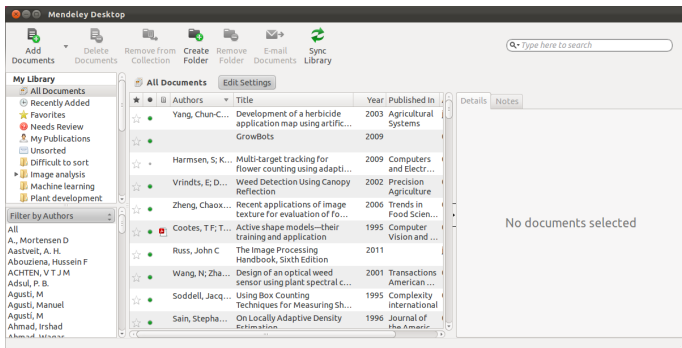 Mendeley Desktop
Add Documents
Delete Documents
Remove from Collection
Create Folder
Remove Folder
E-mail Documents
Sync Library
Type here to search
My Library
All Documents
Recently Added
Favorites
Needs Review
My Publications
Unsorted
Difficult to sort
Image analysis
Machine learning
Plant development
Filter by Authors
All
A., Mortensen D
Aastveit, A. H.
Abouziena, Hussein F
ACHTEN, V T J M
Adsul, P. B.
Agusti, M
Agusti, Manuel
Agusti, M
Ahmad, Irshad
Ahmad, Waqar
All Documents Edit Settings
Authors Title Year Published In
Yang, Chun-C... Development of a herbicide 2003 Agricultural
application map using artific... Systems
GrowBots 2009
Harmsen, S; K... Multi-target tracking for 2009 Computers
flower counting using adapti... and Electr...
Vrindts, E; D... Weed Detection Using Canopy 2002 Precision
Reflection Agriculture
Zheng, Chaox... Recent applications of image 2006 Trends in
texture for evaluation of fo... Food Scien...
Cootes, T F; T... Active shape models—their 1995 Computer
training and application Vision and ...
Russ, John C The Image Processing 2011
Handbook, Sixth Edition
Wang, N; Zha... Design of an optical weed 2001 Transactions
sensor using plant spectral c... American ...
Soddell, Jacq... Using Box Counting 1995 Complexity
Techniques for Measuring Sh... international
Sain, Stepha... On Locally Adaptive Density 1996 Journal of
Estimation the Americ...
Details Notes
No documents selected